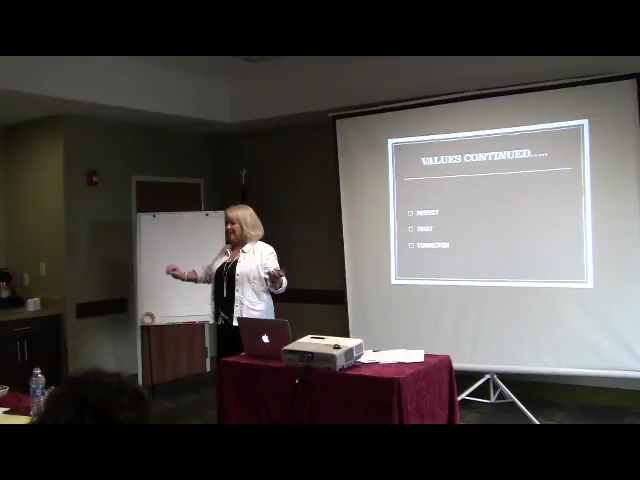 VALUES CONTINUED.....
RESPECT
TRUST
CONNECTION